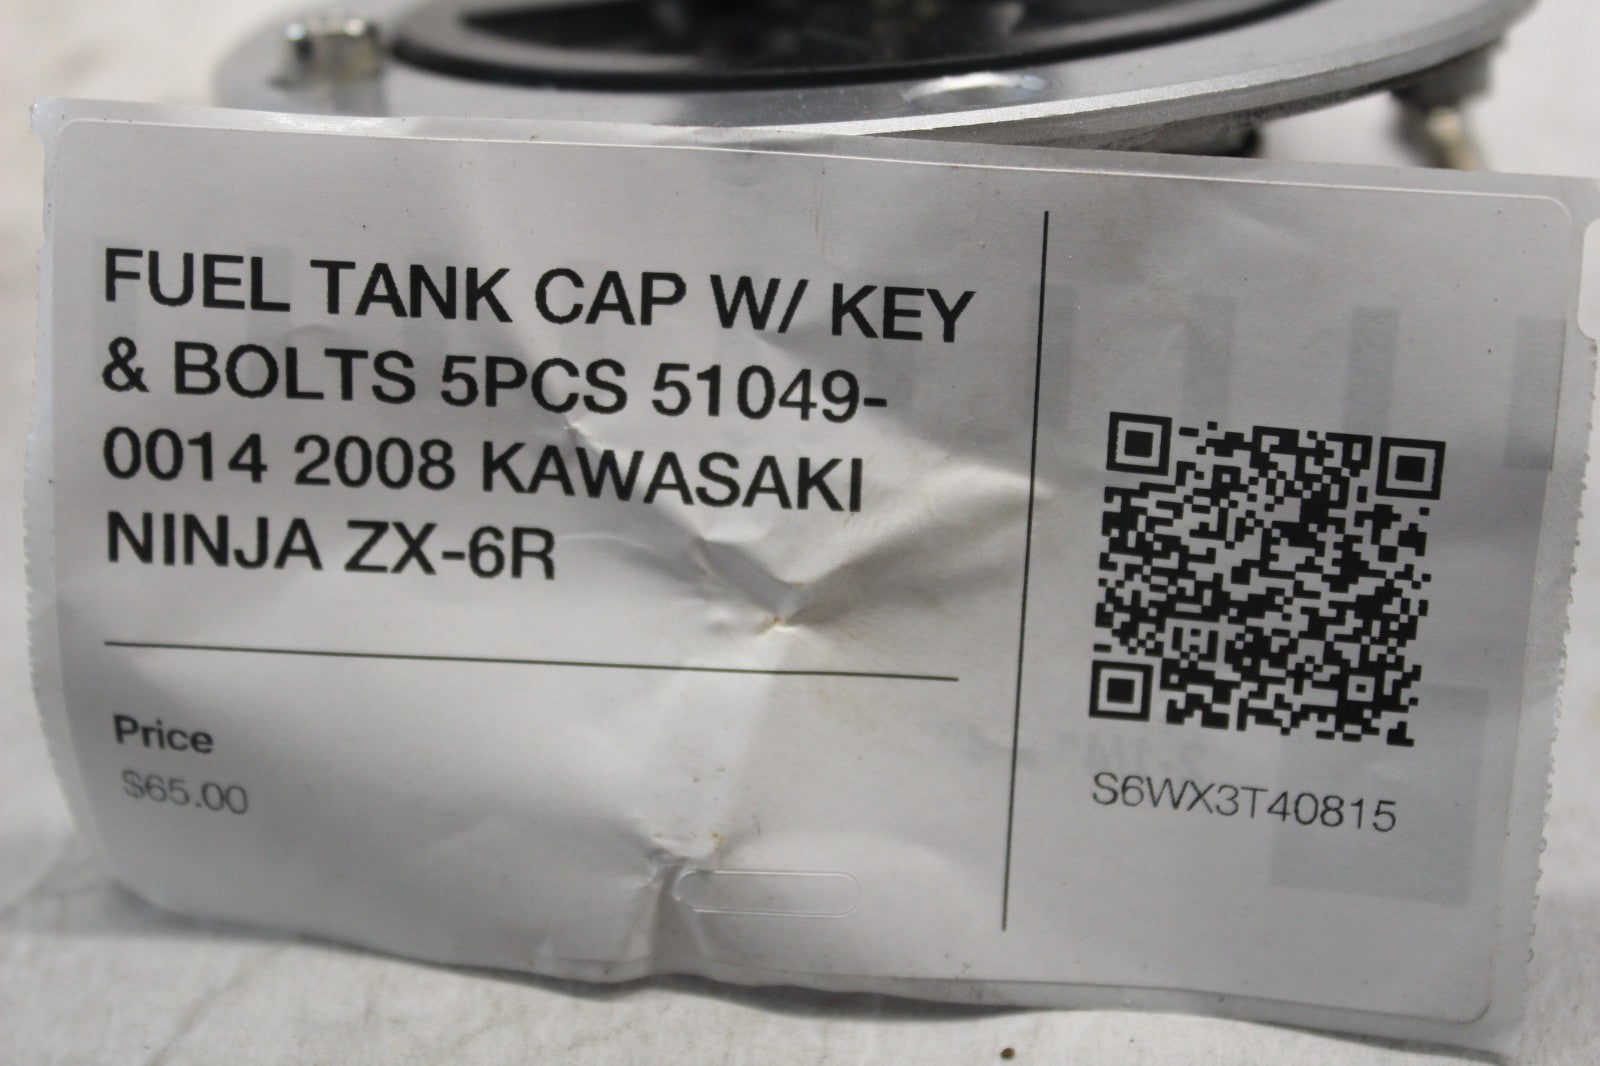 FUEL TANK CAP W/ KEY
& BOLTS 5PCS 51049-
0014 2008 KAWASAKI
NINJA ZX-6R
Price
$65.00
S6WX3T40815